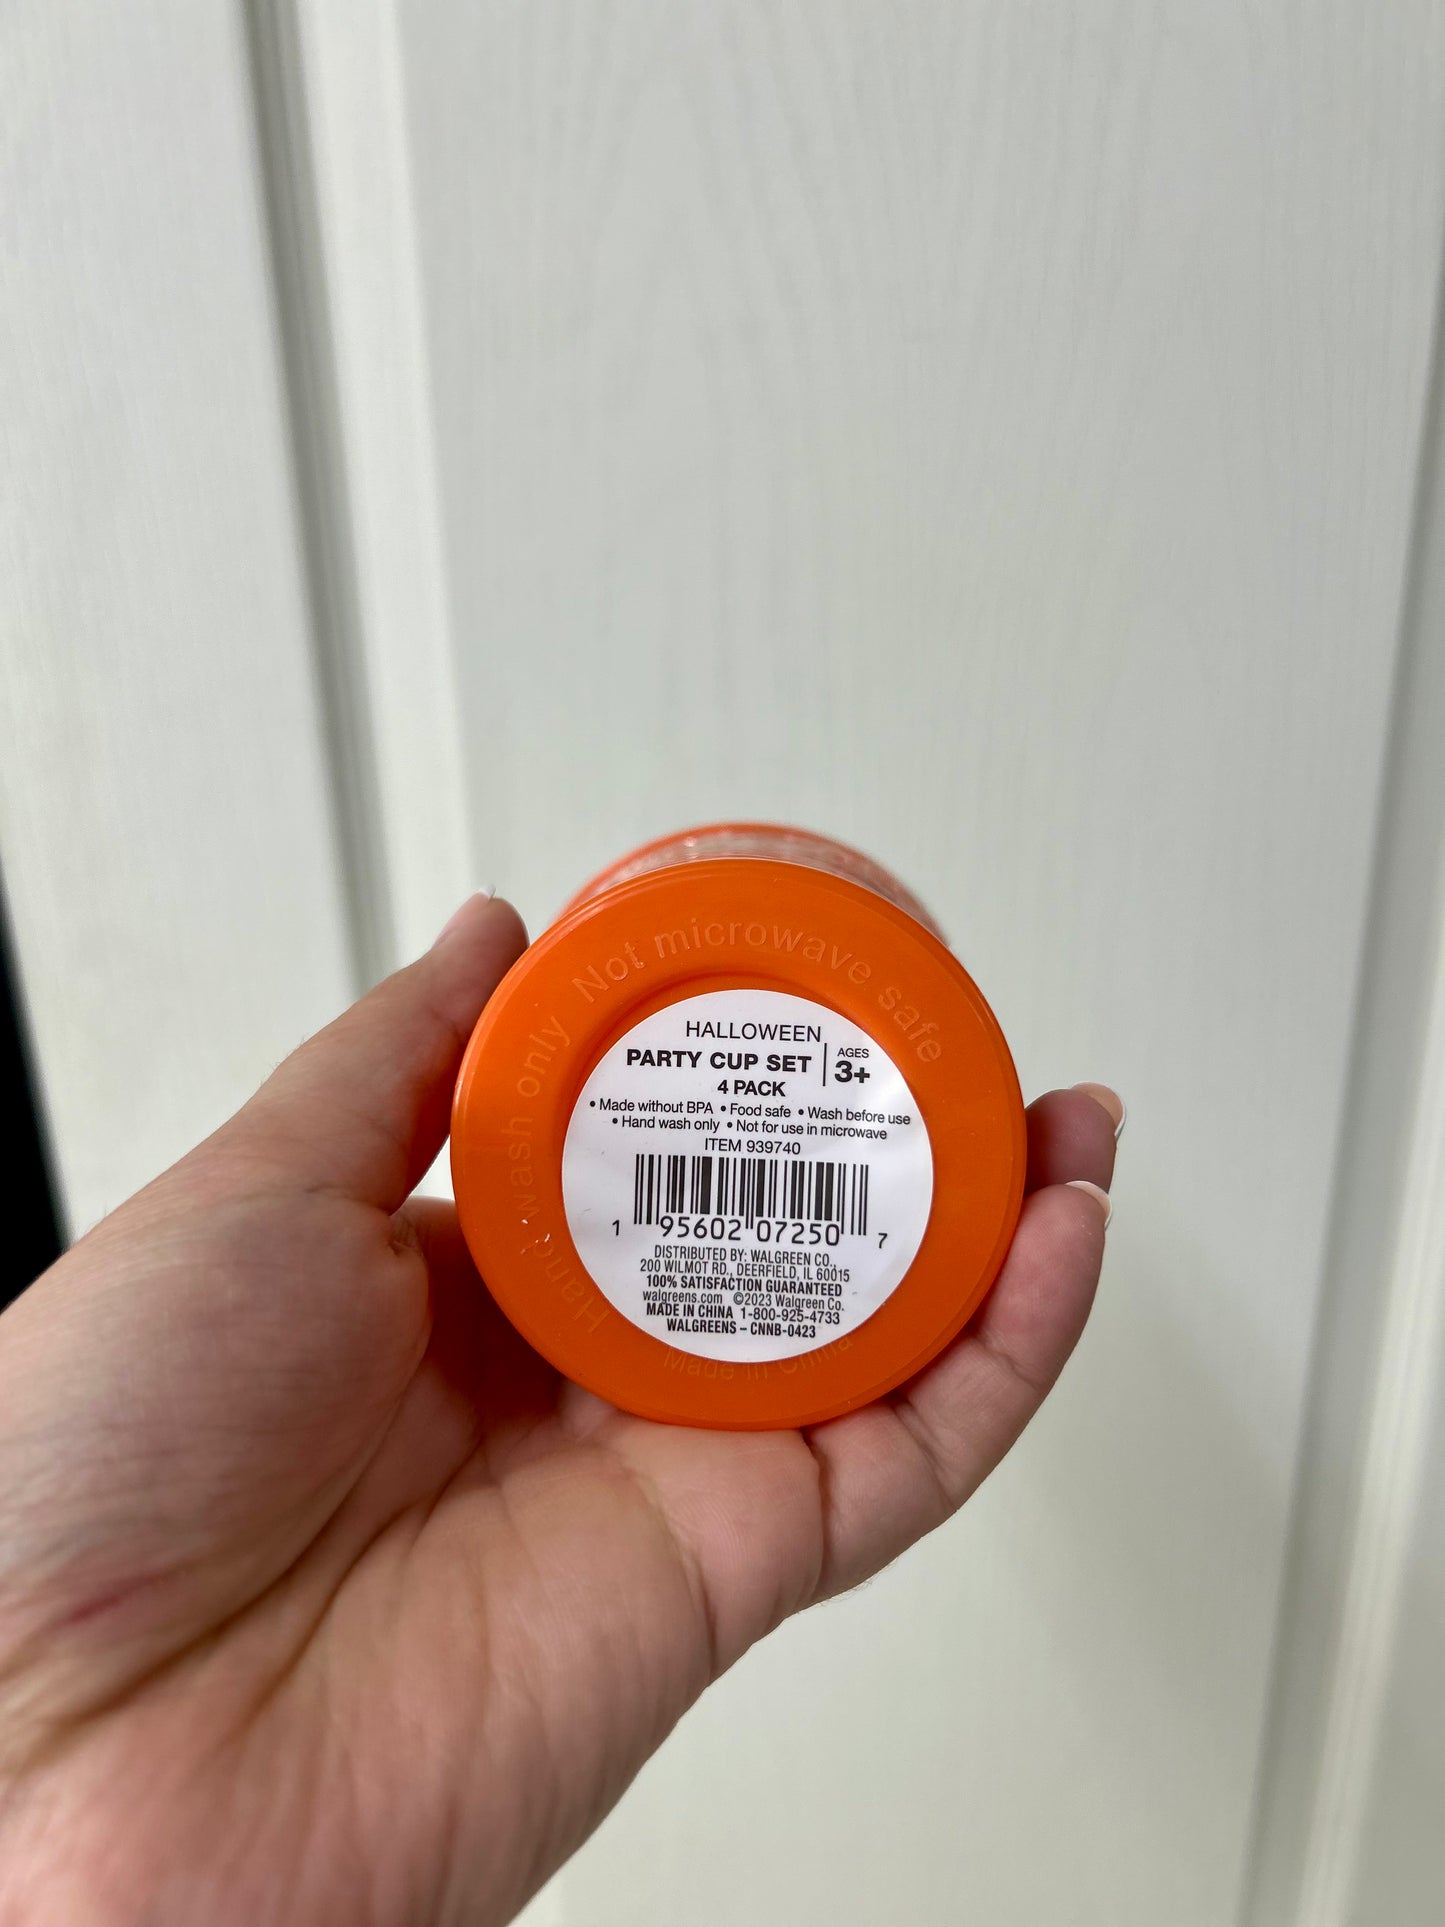 Hand wash only
Not microwave safe
HALLOWEEN
PARTY CUP SET
4 PACK
AGES
3+
• Made without BPA • Food safe • Wash before use
• Hand wash only • Not for use in microwave
ITEM 939740
1 95602 07250 7
DISTRIBUTED BY: WALGREEN CO.,
200 WILMOT RD., DEERFIELD, IL 60015
100% SATISFACTION GUARANTEED
walgreens.com ©2023 Walgreen Co.
MADE IN CHINA 1-800-925-4733
WALGREENS – CNNB-0423
Made in China